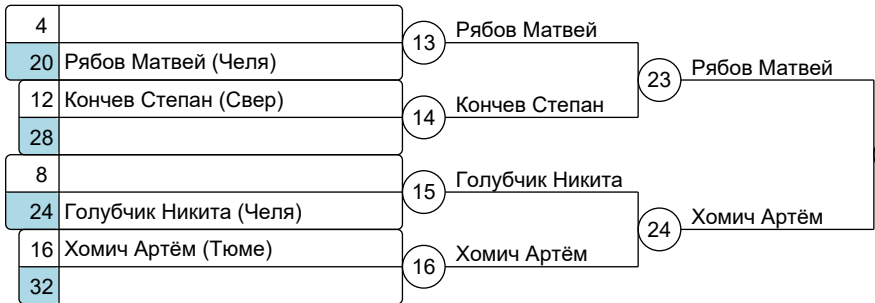 4
13 Рябов Матвей
20 Рябов Матвей (Челя)
23 Рябов Матвей
12 Кончев Степан (Свер)
14 Кончев Степан
28
8
15 Голубчик Никита
24 Голубчик Никита (Челя)
24 Хомич Артём
16 Хомич Артём (Тюме)
16 Хомич Артём
32